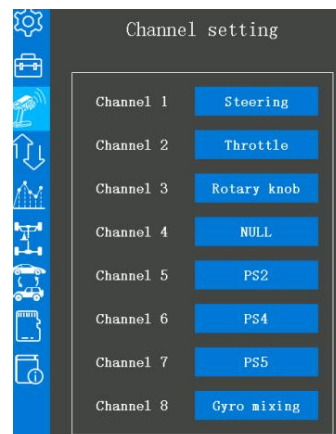 Channel setting
Channel 1 Steering
Channel 2 Throttle
Channel 3 Rotary knob
Channel 4 NULL
Channel 5 PS2
Channel 6 PS4
Channel 7 PS5
Channel 8 Gyro mixing